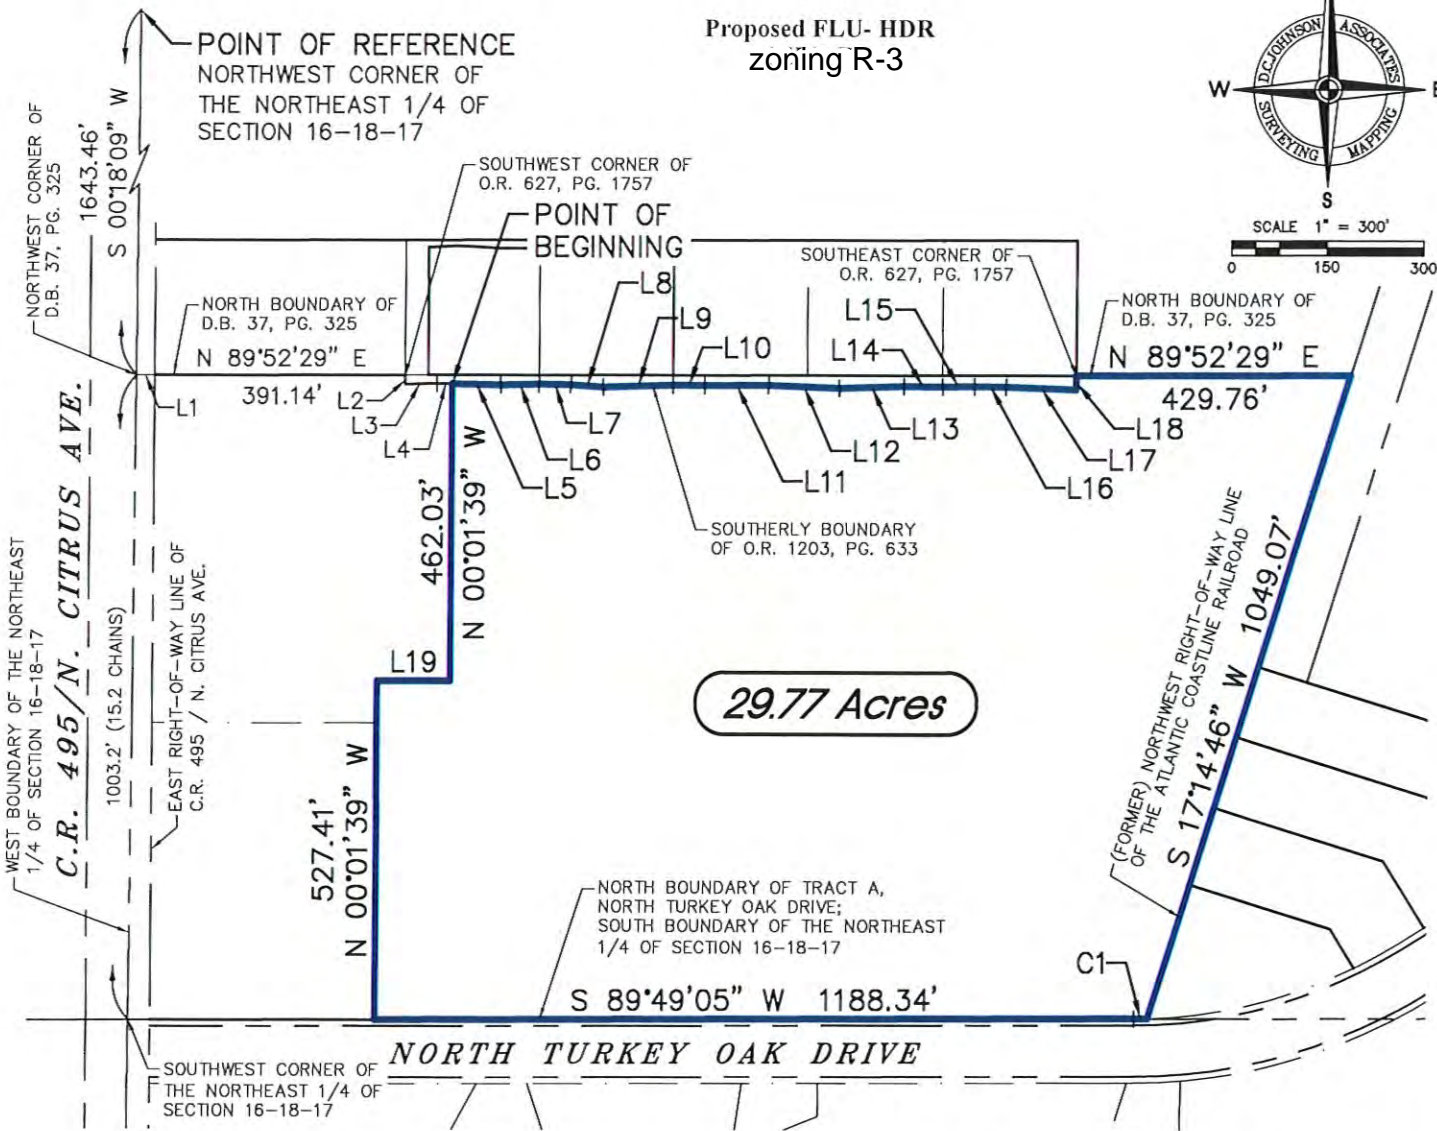 Proposed FLU- HDR
zoning R-3
POINT OF REFERENCE
NORTHWEST CORNER OF
THE NORTHEAST 1/4 OF
SECTION 16-18-17
D.C.JOHNSON ASSOCIATES
SURVEYING MAPPING
W
E
S
SCALE 1" = 300'
0 150 300
NORTHWEST CORNER OF
D.B. 37, PG. 325
1643.46'
S 00°18'09" W
SOUTHWEST CORNER OF
O.R. 627, PG. 1757
POINT OF
BEGINNING
SOUTHEAST CORNER OF
O.R. 627, PG. 1757
NORTH BOUNDARY OF
D.B. 37, PG. 325
N 89°52'29" E
391.14'
NORTH BOUNDARY OF
D.B. 37, PG. 325
N 89°52'29" E
429.76'
L1
L2
L3
L4
L5
L6
L7
L8
L9
L10
L11
L12
L13
L14
L15
L16
L17
L18
SOUTHERLY BOUNDARY
OF O.R. 1203, PG. 633
462.03'
N 00°01'39" W
L19
527.41'
N 00°01'39" W
29.77 Acres
WEST BOUNDARY OF THE NORTHEAST
1/4 OF SECTION 16-18-17
C.R. 495/N. CITRUS AVE.
1003.2' (15.2 CHAINS)
EAST RIGHT-OF-WAY LINE OF
C.R. 495 / N. CITRUS AVE.
(FORMER) NORTHWEST RIGHT-OF-WAY LINE
OF THE ATLANTIC COASTLINE RAILROAD
S 17°14'46" W 1049.07'
NORTH BOUNDARY OF TRACT A,
NORTH TURKEY OAK DRIVE;
SOUTH BOUNDARY OF THE NORTHEAST
1/4 OF SECTION 16-18-17
C1
S 89°49'05" W 1188.34'
NORTH TURKEY OAK DRIVE
SOUTHWEST CORNER OF
THE NORTHEAST 1/4 OF
SECTION 16-18-17